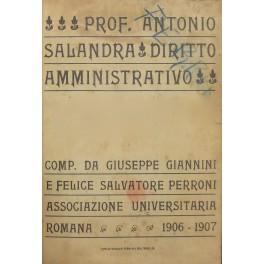 PROF. ANTONIO
SALANDRA DIRITTO
AMMINISTRATIVO
COMP. DA GIUSEPPE GIANNINI
E FELICE SALVATORE PERRONI
ASSOCIAZIONE UNIVERSITARIA
ROMANA 1906-1907